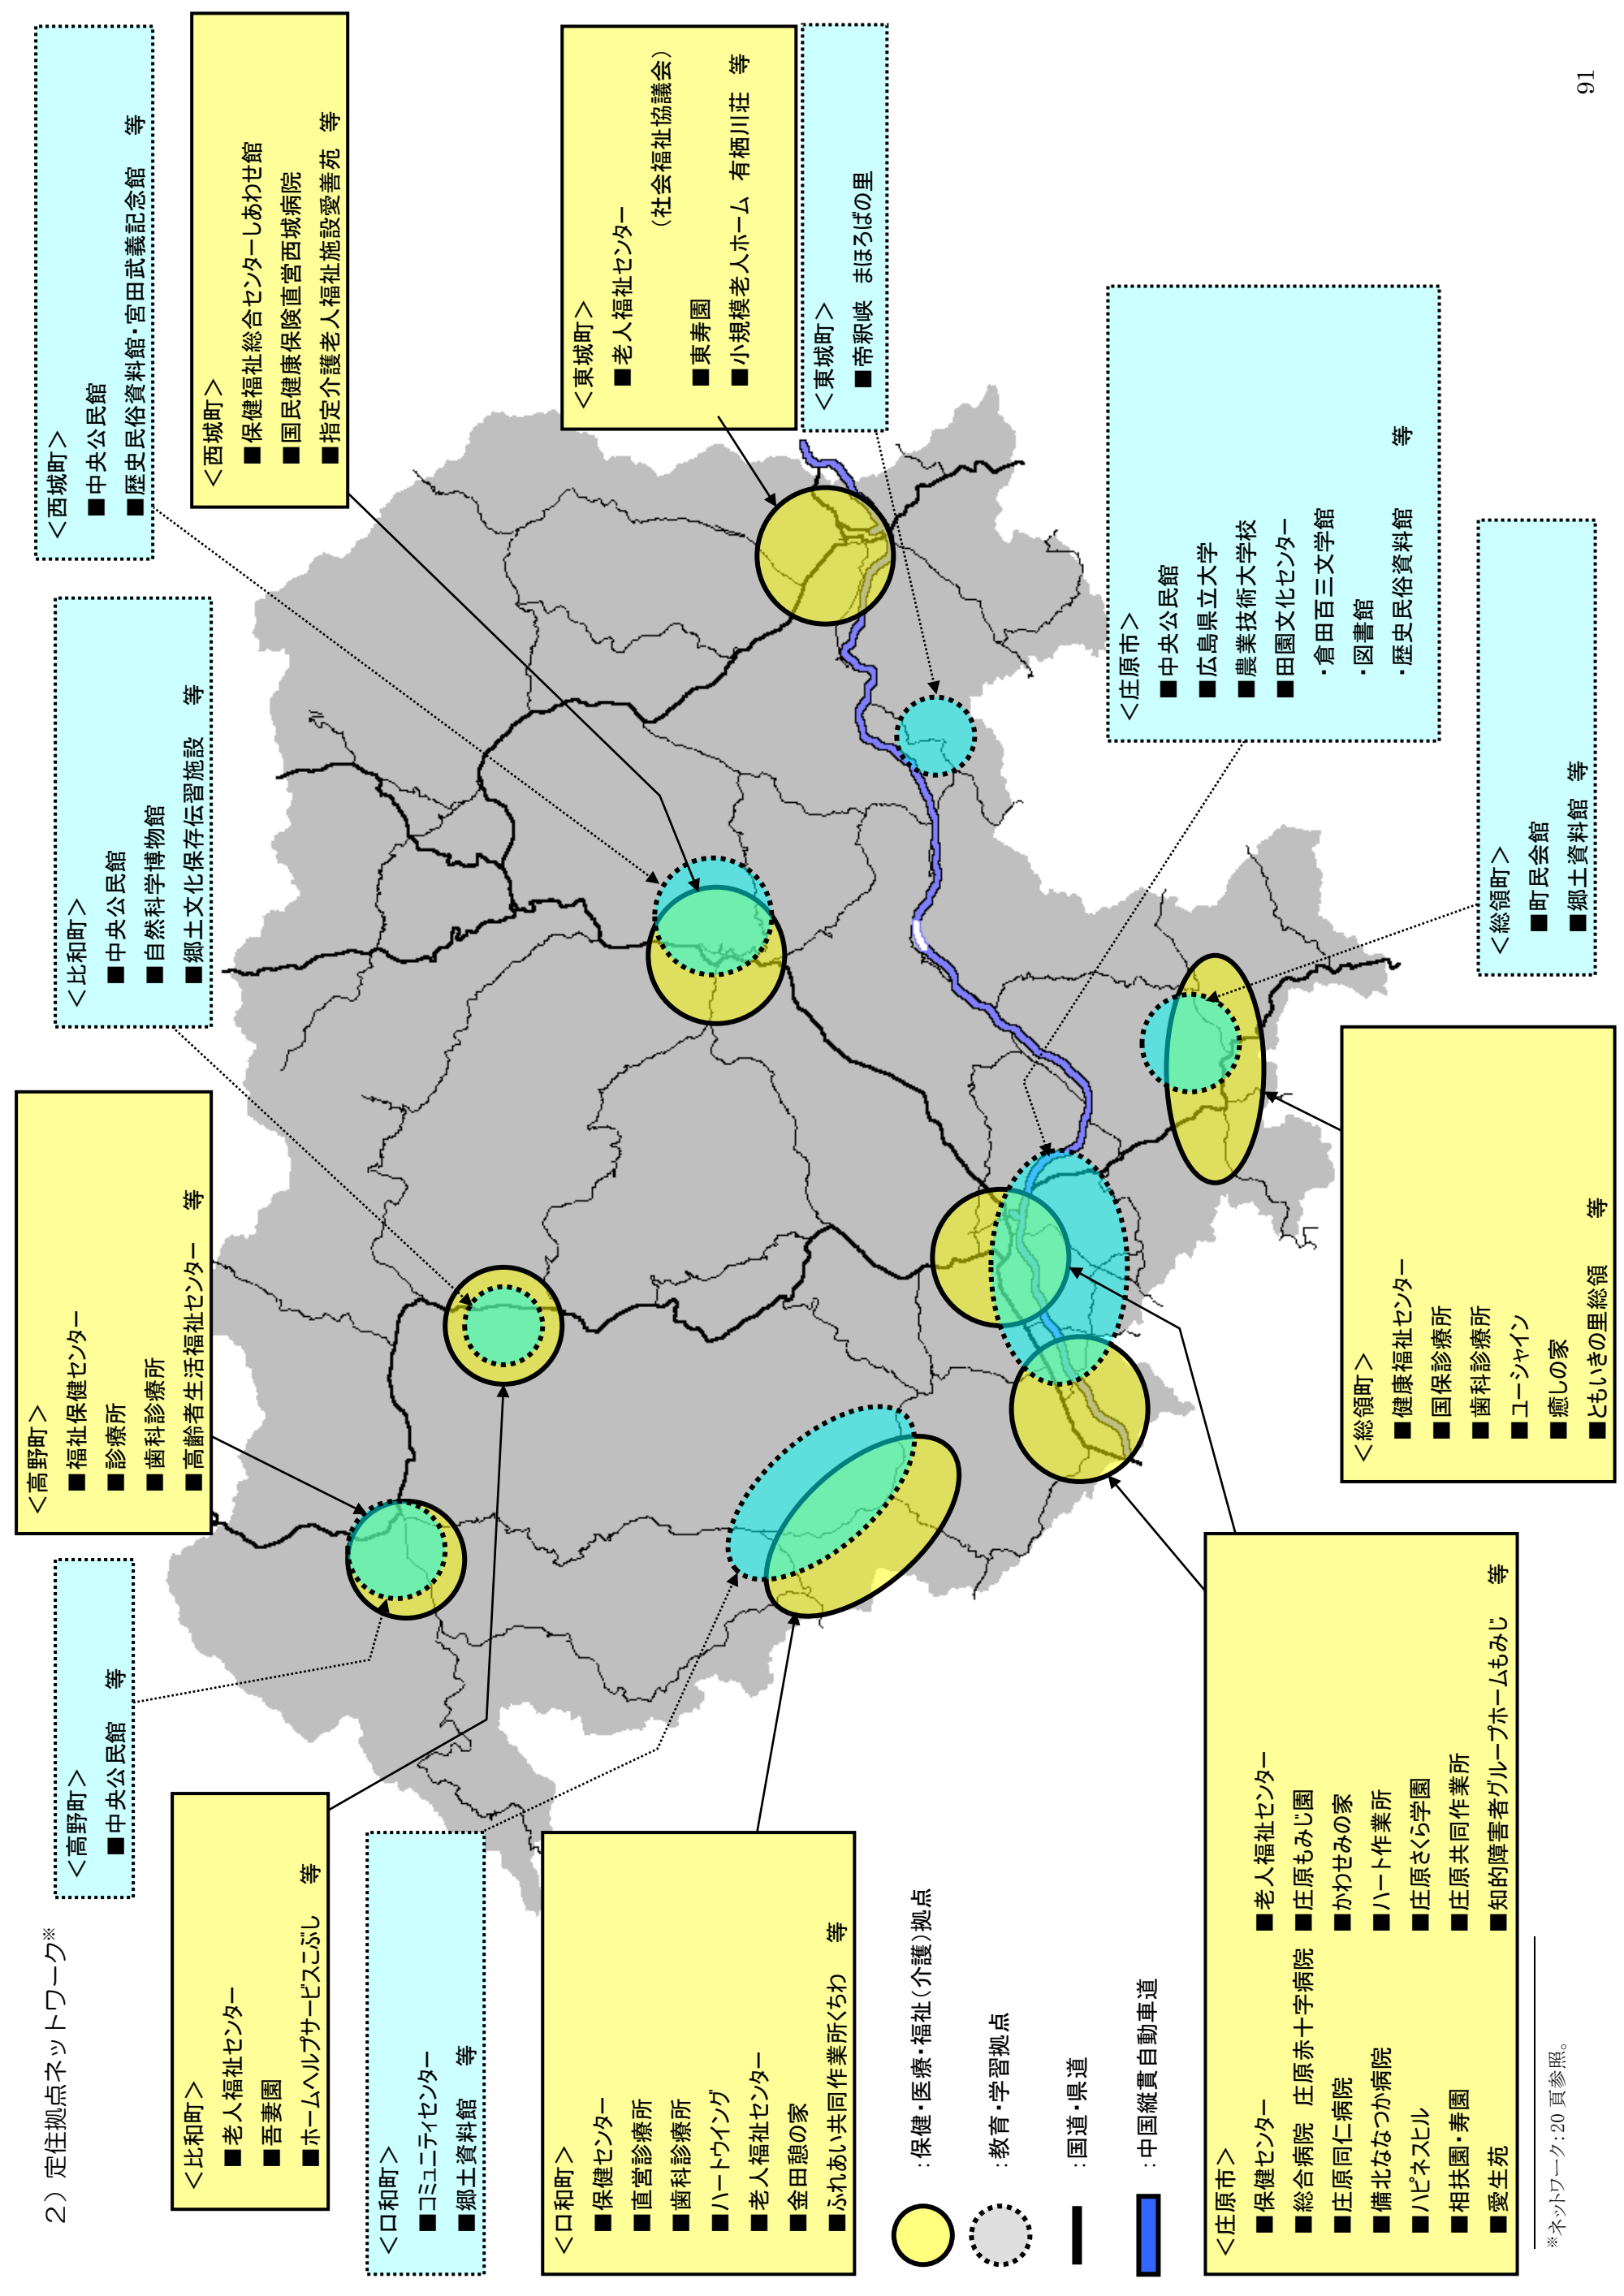 ２）定住拠点ネットワーク※
＜高野町＞
■中央公民館　等
＜高野町＞
■福祉保健センター
■診療所
■歯科診療所
■高齢者生活福祉センター　等
＜比和町＞
■中央公民館
■自然科学博物館
■郷土文化保存伝習施設　等
＜西城町＞
■中央公民館
■歴史民俗資料館・宮田武義記念館　等
＜西城町＞
■保健福祉総合センターしあわせ館
■国民健康保険直営西城病院
■指定介護老人福祉施設愛善苑　等
＜比和町＞
■老人福祉センター
■吾妻園
■ホームヘルプサービスこぶし　等
＜口和町＞
■コミュニティセンター
■郷土資料館　等
＜口和町＞
■保健センター
■直営診療所
■歯科診療所
■ハートウイング
■老人福祉センター
■金田憩の家
■ふれあい共同作業所くちわ　等
＜東城町＞
■老人福祉センター
（社会福祉協議会）
■東寿園
■小規模老人ホーム　有栖川荘　等
＜東城町＞
■帝釈峡　まほろばの里
：保健・医療・福祉（介護）拠点
：教育・学習拠点
：国道・県道
：中国縦貫自動車道
＜庄原市＞
■中央公民館
■広島県立大学
■農業技術大学校
■田園文化センター
・倉田百三文学館
・図書館
・歴史民俗資料館　等
＜庄原市＞
■保健センター
■総合病院　庄原赤十字病院
■庄原同仁病院
■備北ななつか病院
■ハピネスヒル
■相扶園・寿園
■愛生苑
■老人福祉センター
■庄原もみじ園
■かわせみの家
■ハート作業所
■庄原さくら学園
■庄原共同作業所
■知的障害者グループホームもみじ　等
＜総領町＞
■健康福祉センター
■国保診療所
■歯科診療所
■ユーシャイン
■癒しの家
■ともいきの里総領　等
＜総領町＞
■町民会館
■郷土資料館　等
※ネットワーク：20 頁参照。
91